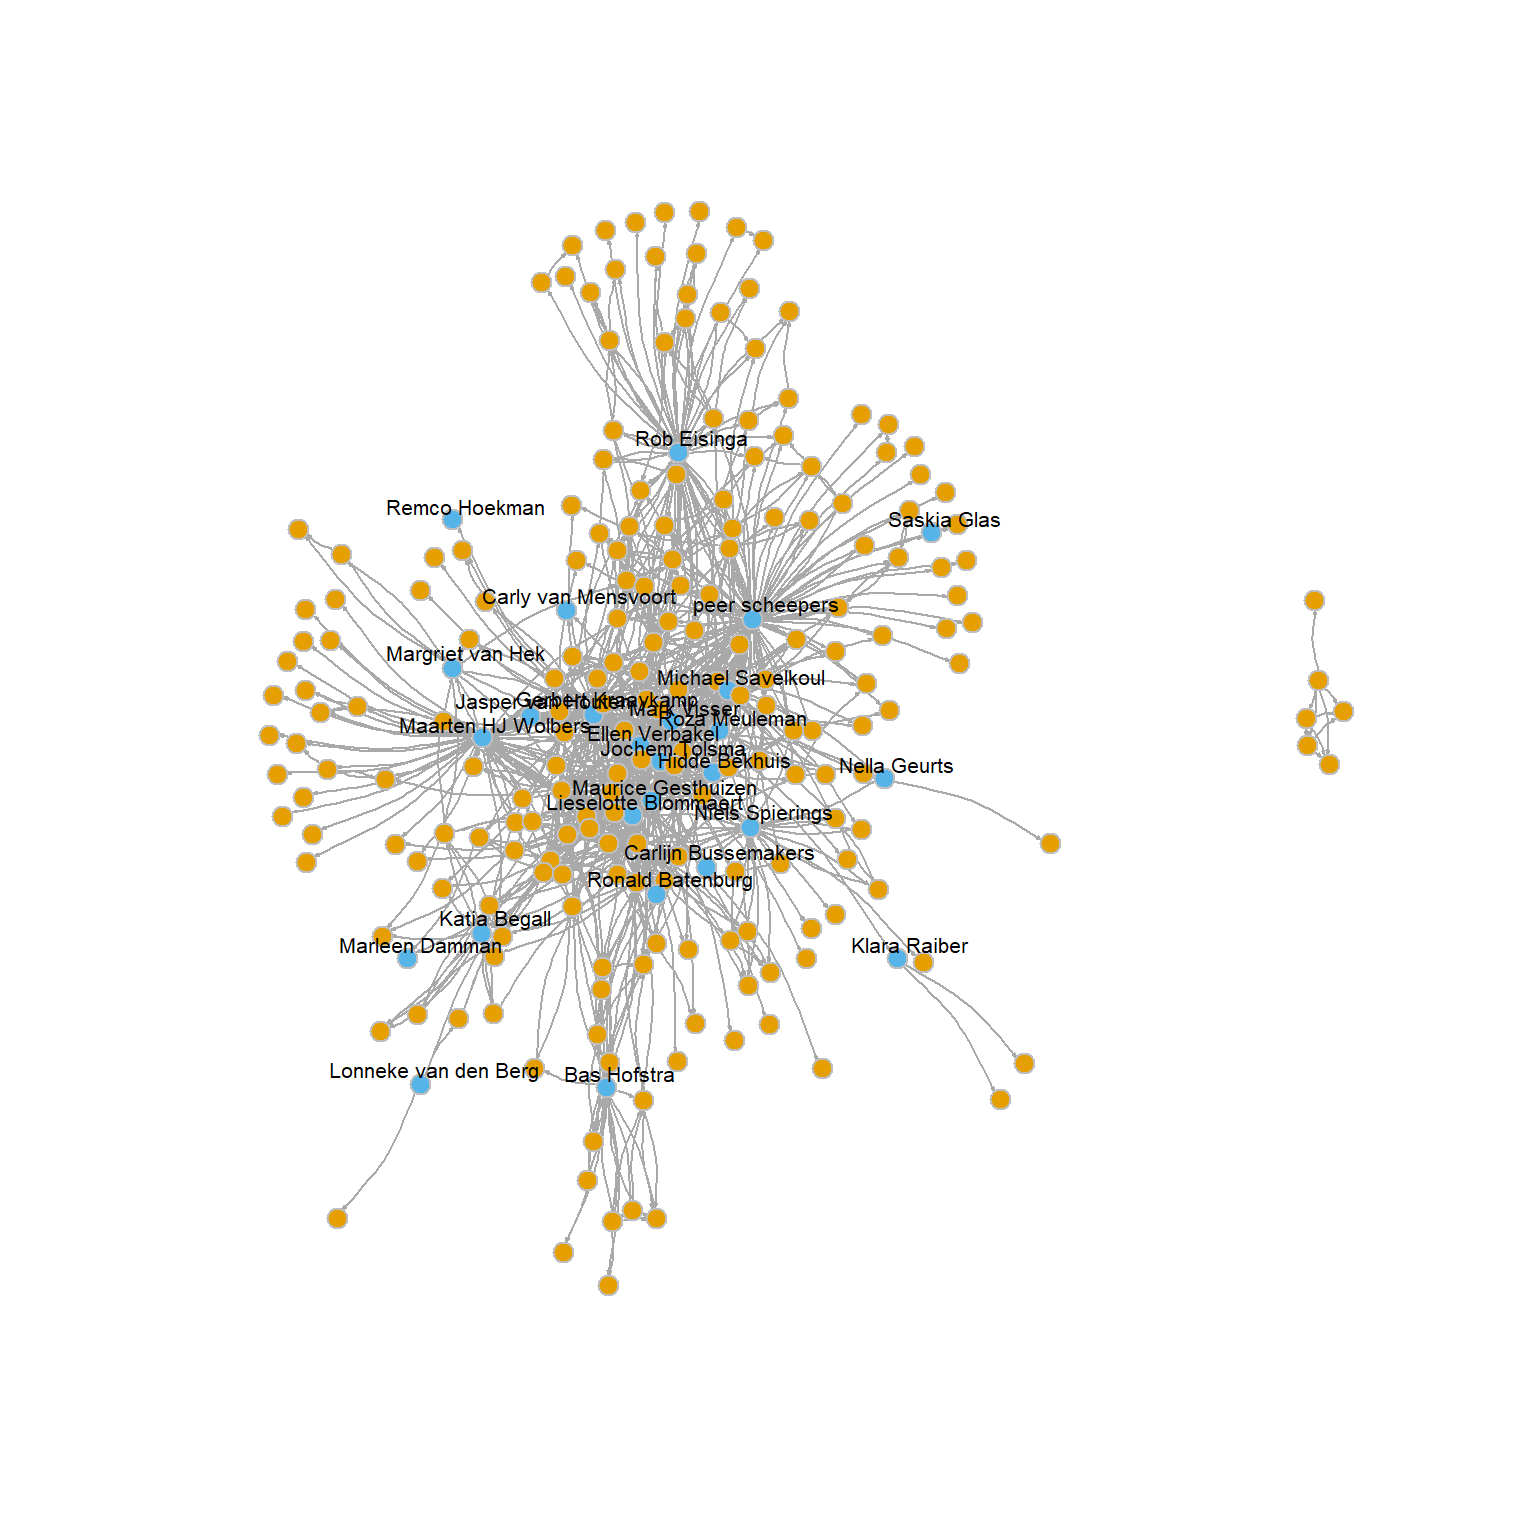 Rob Eisinga
Remco Hoekman
Saskia Glas
Carly van Mensvoort
peer scheepers
Margriet van Hek
Michael Savelkoul
Jasper van Houten
Gerbert Kraaykamp
Mark Visser
Roza Meuleman
Maarten HJ Wolbers
Ellen Verbakel
Jochem Tolsma
Hidde Bekhuis
Nella Geurts
Maurice Gesthuizen
Lieselotte Blommaert
Niels Spierings
Carlijn Bussemakers
Ronald Batenburg
Katia Begall
Marleen Damman
Klara Raiber
Lonneke van den Berg
Bas Hofstra